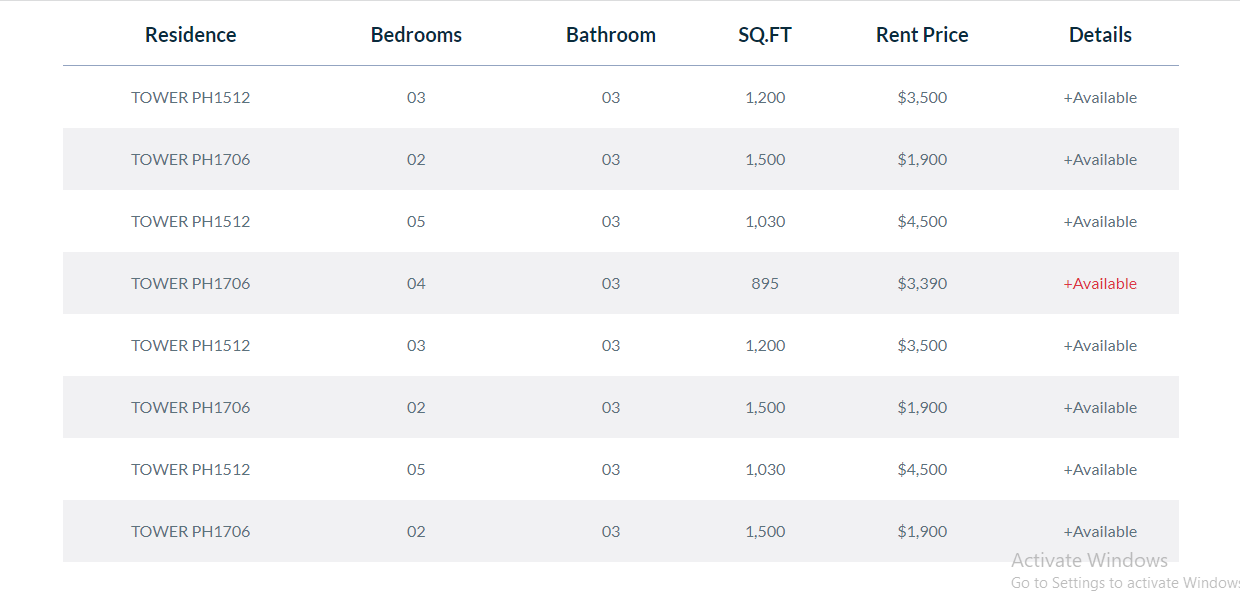 Residence Bedrooms Bathroom SQ.FT Rent Price Details
TOWER PH1512 03 03 1,200 $3,500 +Available
TOWER PH1706 02 03 1,500 $1,900 +Available
TOWER PH1512 05 03 1,030 $4,500 +Available
TOWER PH1706 04 03 895 $3,390 +Available
TOWER PH1512 03 03 1,200 $3,500 +Available
TOWER PH1706 02 03 1,500 $1,900 +Available
TOWER PH1512 05 03 1,030 $4,500 +Available
TOWER PH1706 02 03 1,500 $1,900 +Available
Activate Windows
Go to Settings to activate Windows